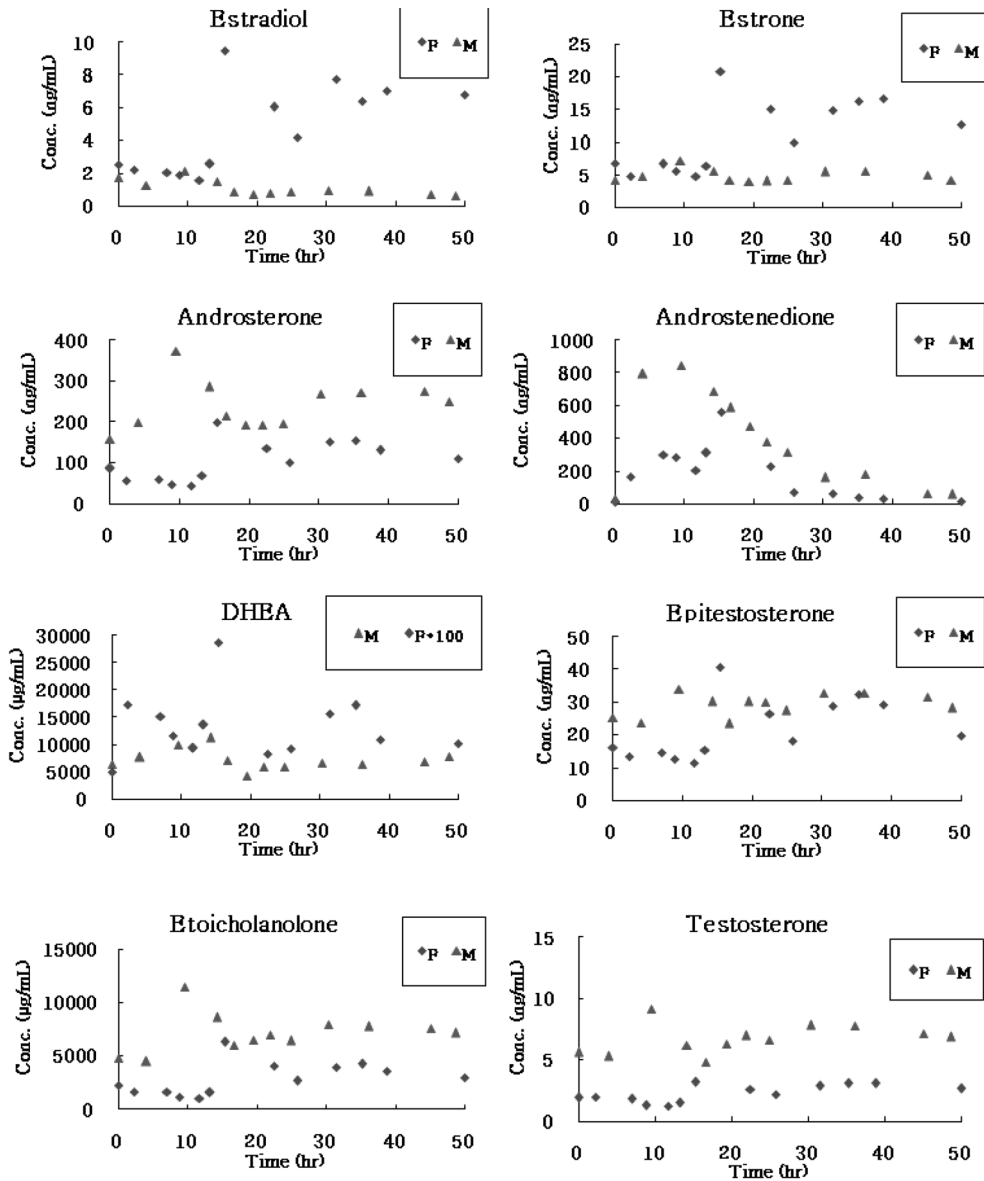 Estradiol
F M
Conc. (ng/mL)
10
8
6
4
2
0
0 10 20 30 40 50
Time (hr)
Estrone
F M
Conc. (ng/mL)
25
20
15
10
5
0
0 10 20 30 40 50
Time (hr)
Androsterone
F M
Conc. (ng/mL)
400
300
200
100
0
0 10 20 30 40 50
Time (hr)
Androstenedione
F M
Conc. (ng/mL)
1000
800
600
400
200
0
0 10 20 30 40 50
Time (hr)
DHEA
M F*100
Conc. (μg/mL)
30000
25000
20000
15000
10000
5000
0
0 10 20 30 40 50
Time (hr)
Epitestosterone
F M
Conc. (ng/mL)
50
40
30
20
10
0
0 10 20 30 40 50
Time (hr)
Etoicholanolone
F M
Conc. (μg/mL)
15000
10000
5000
0
0 10 20 30 40 50
Time (hr)
Testosterone
F M
Conc. (ng/mL)
15
10
5
0
0 10 20 30 40 50
Time (hr)